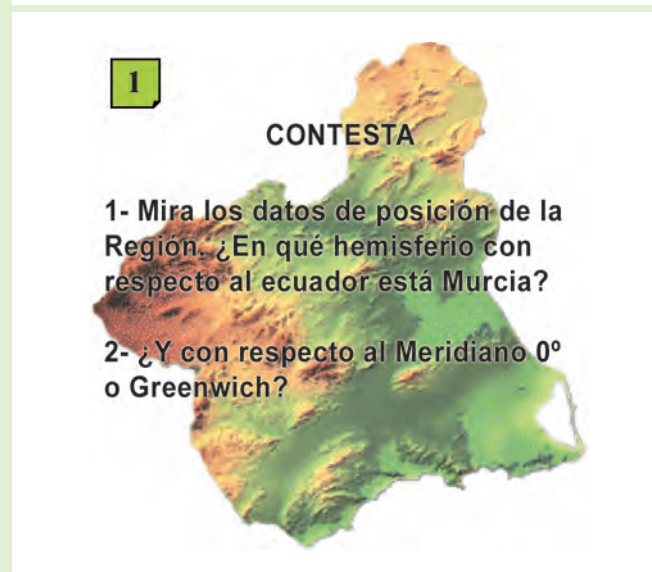 1
CONTESTA
1- Mira los datos de posición de la
Región. ¿En qué hemisferio con
respecto al ecuador está Murcia?
2- ¿Y con respecto al Meridiano 0º
o Greenwich?